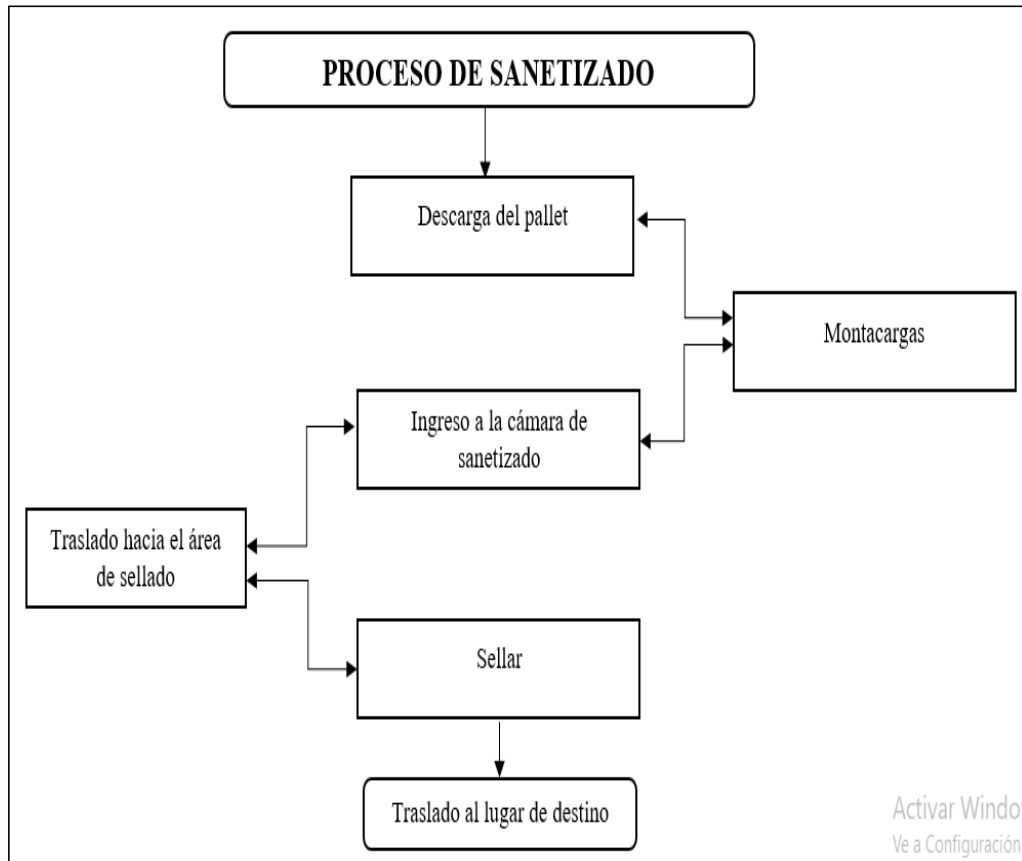 PROCESO DE SANETIZADO
Descarga del pallet
Montacargas
Ingreso a la cámara de
sanetizado
Traslado hacia el área
de sellado
Sellar
Traslado al lugar de destino
Activar Windo
Ve a Configuración